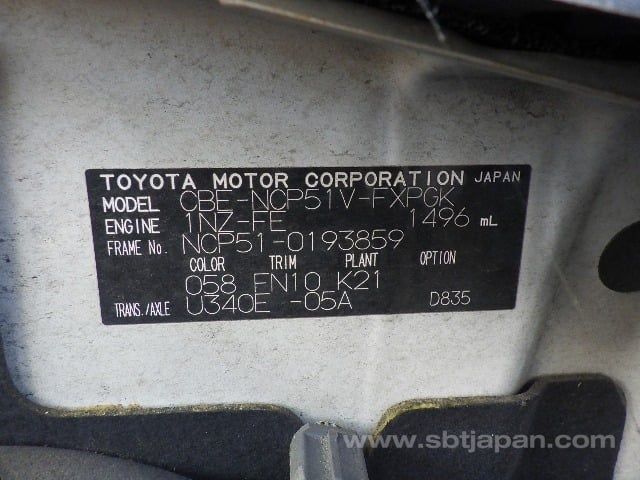 TOYOTA MOTOR CORPORATION JAPAN
MODEL CBE-NCP51V-FXPGK
ENGINE 1NZ-FE 1496 mL
FRAME No. NCP51-0193859
COLOR TRIM PLANT OPTION
058 FN10 K21
TRANS./AXLE U340E -05A D835
www.sbtjapan.com